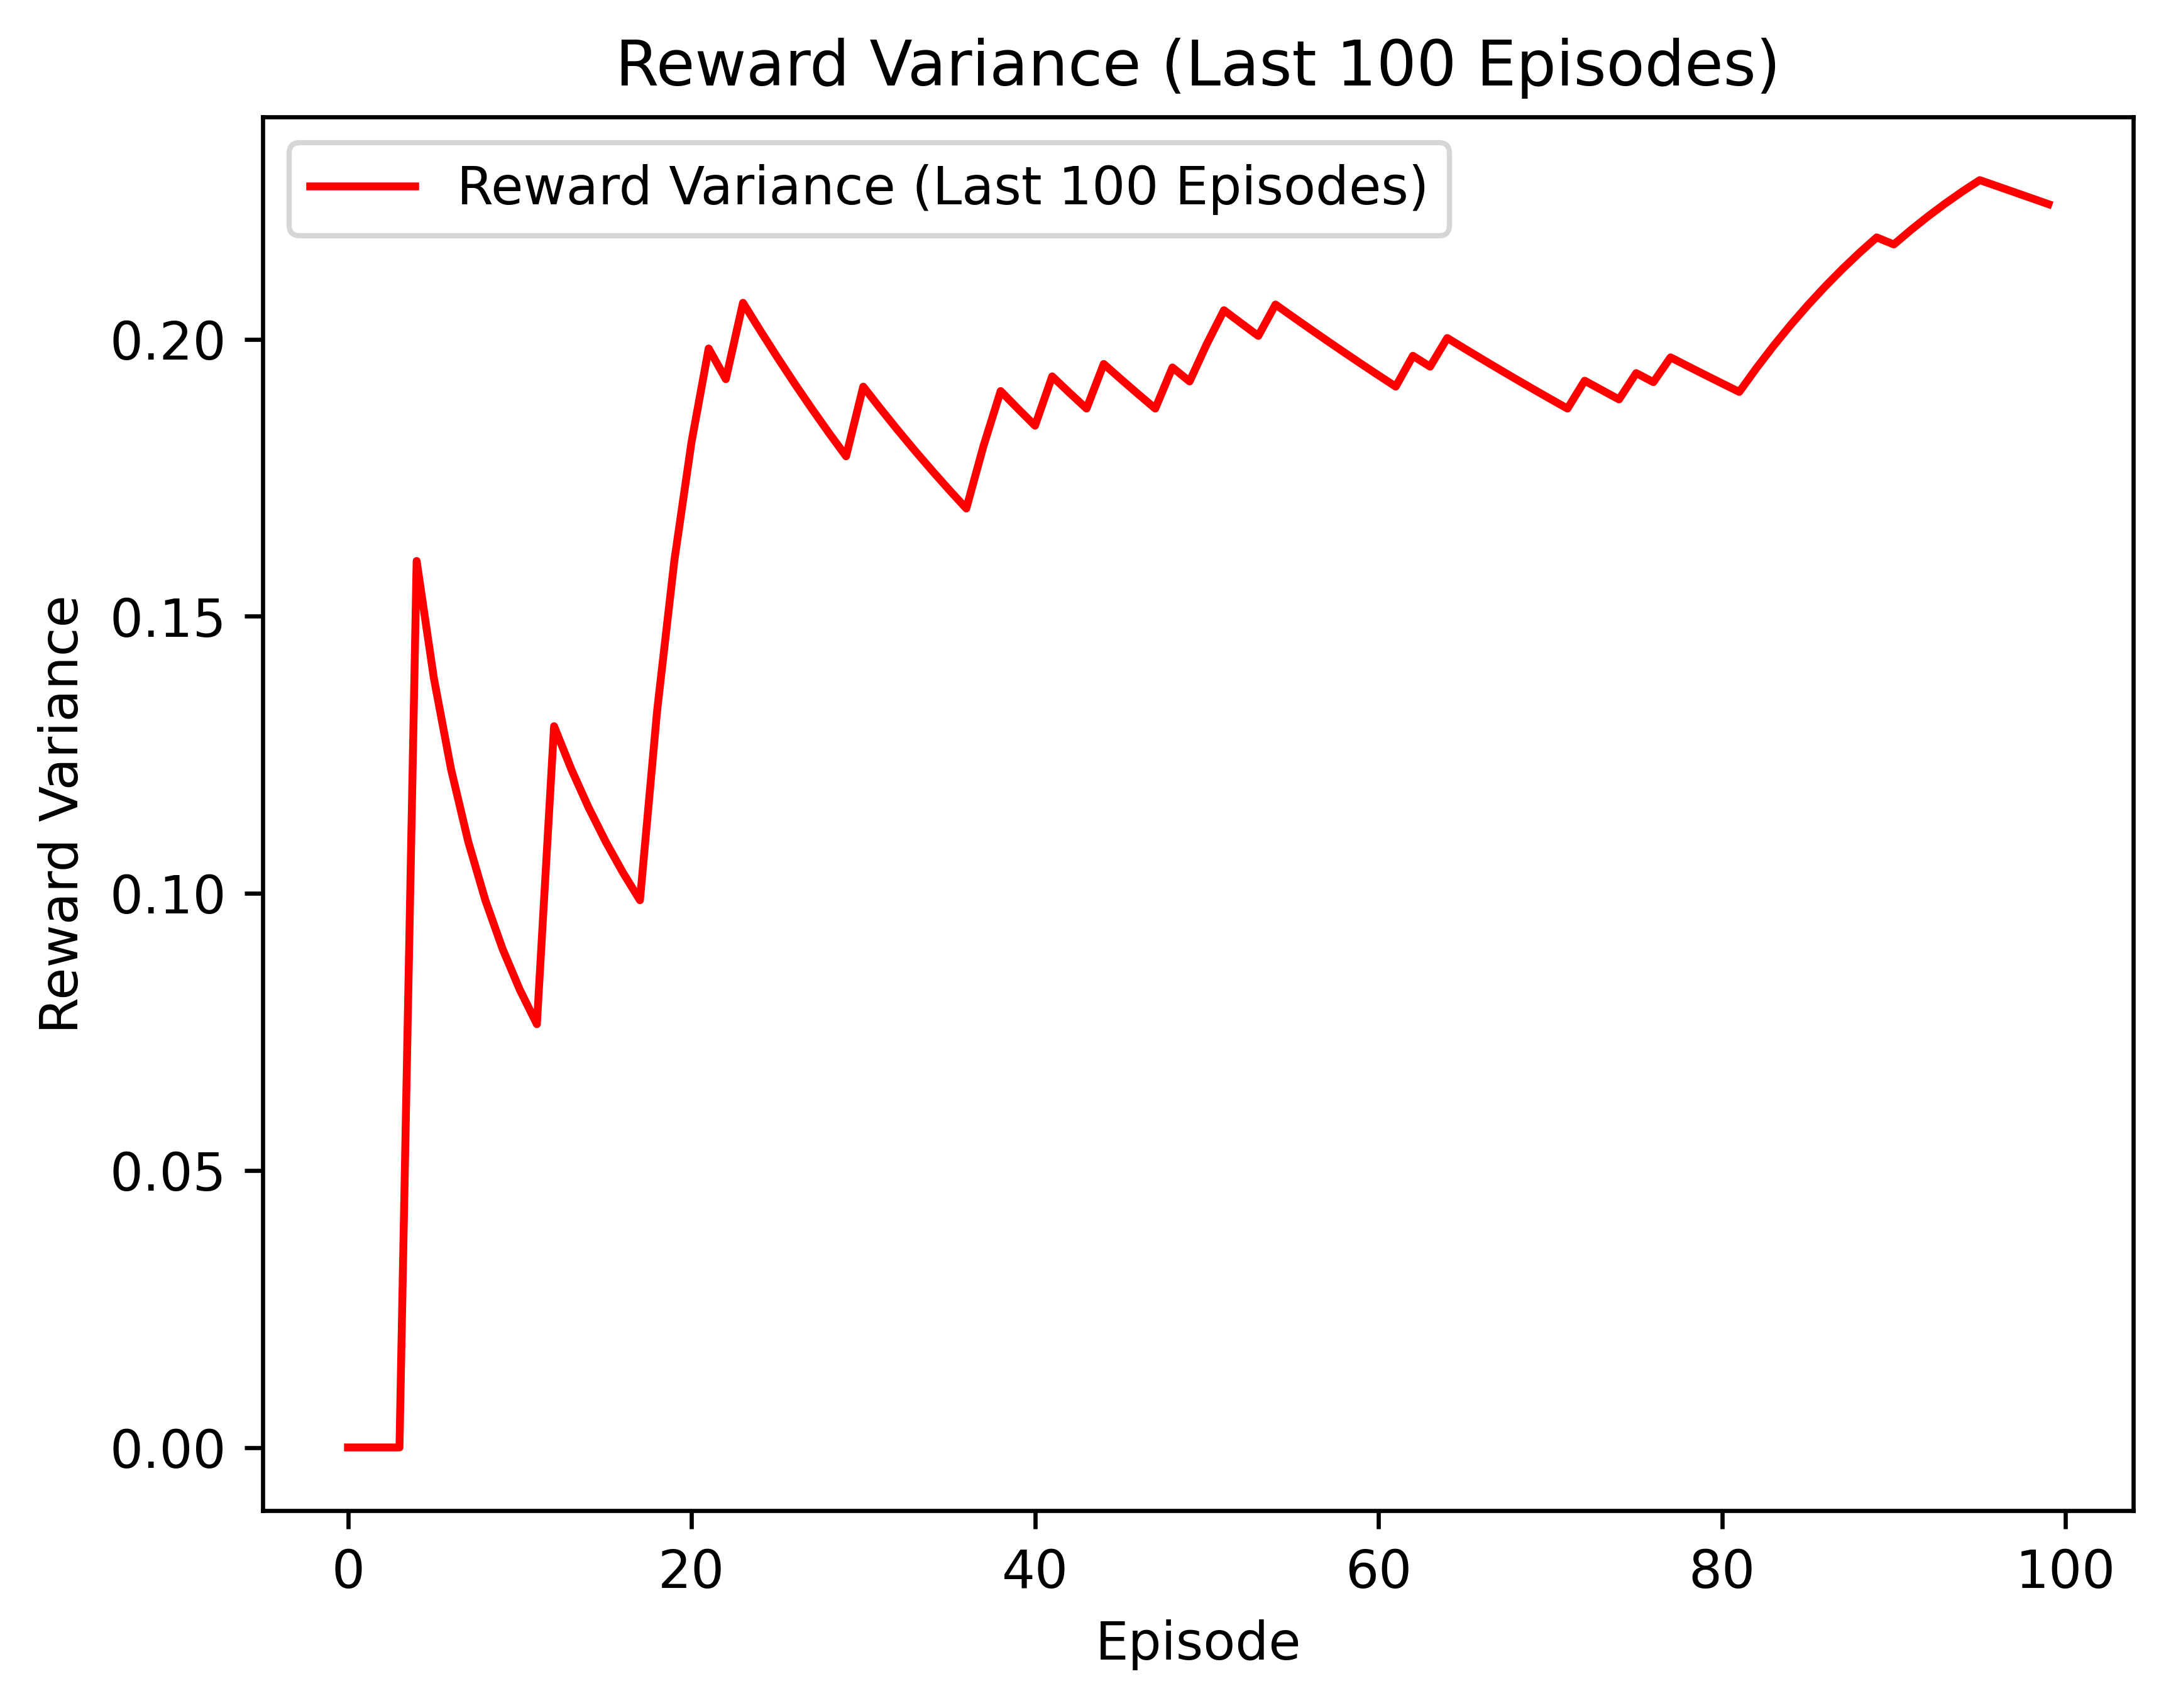 Reward Variance (Last 100 Episodes)
Reward Variance (Last 100 Episodes)
Reward Variance
0.20
0.15
0.10
0.05
0.00
0 20 40 60 80 100
Episode